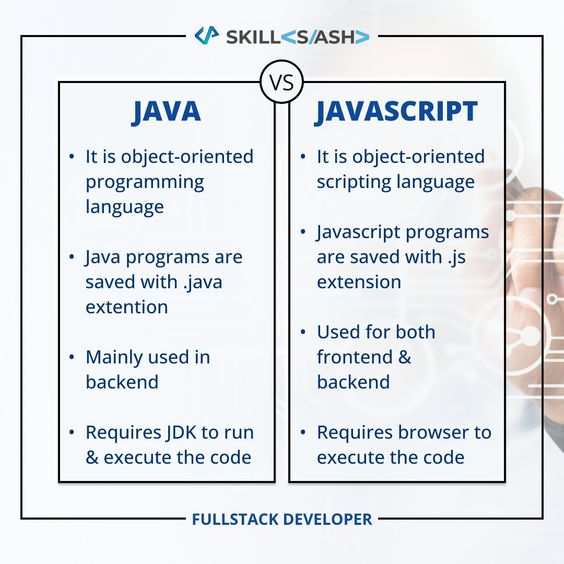 SKILL<S/ASH>
VS
JAVA
• It is object-oriented
programming
language
• Java programs are
saved with .java
extention
• Mainly used in
backend
• Requires JDK to run
& execute the code
JAVASCRIPT
• It is object-oriented
scripting language
• Javascript programs
are saved with .js
extension
• Used for both
frontend &
backend
• Requires browser to
execute the code
FULLSTACK DEVELOPER